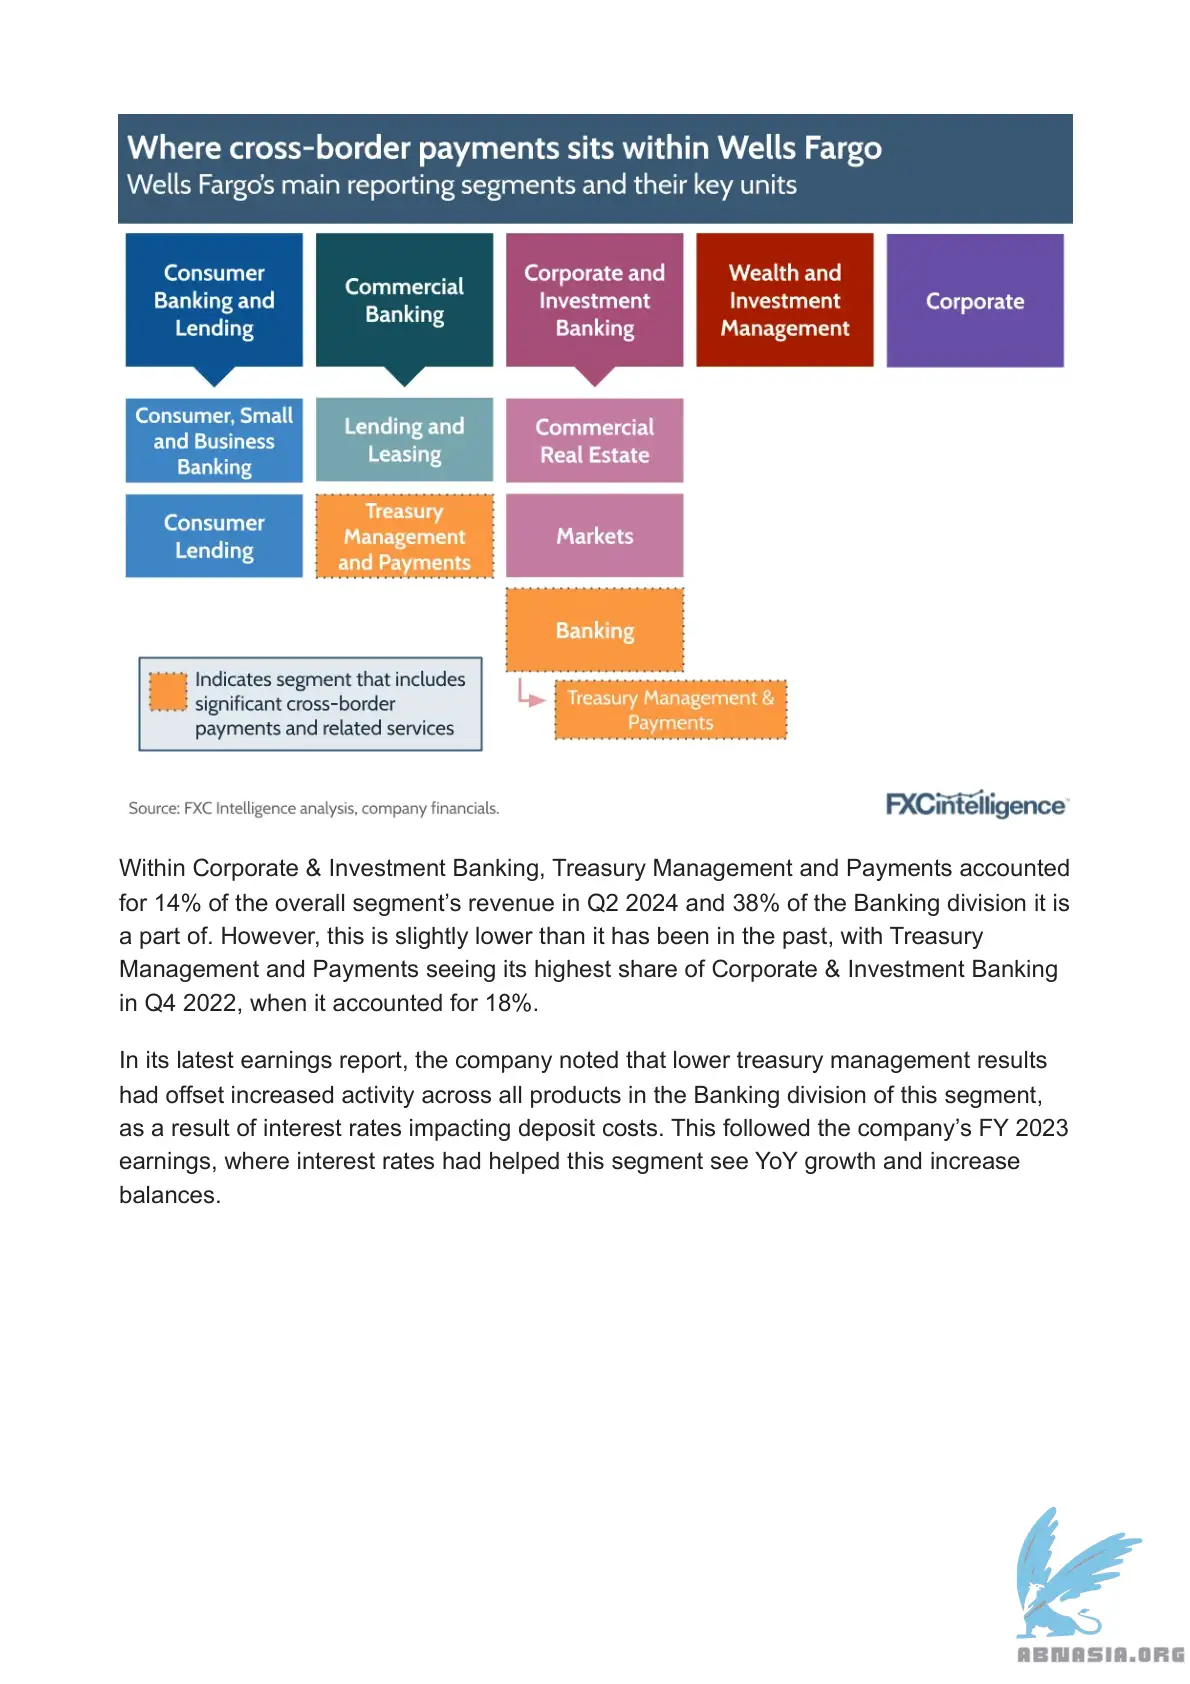 Where cross-border payments sits within Wells Fargo
Wells Fargo's main reporting segments and their key units
Consumer
Banking and
Lending
Commercial
Banking
Corporate and
Investment
Banking
Wealth and
Investment
Management
Corporate
Consumer, Small
and Business
Banking
Lending and
Leasing
Commercial
Real Estate
Consumer
Lending
Treasury
Management
and Payments
Markets
Banking
Treasury Management &
Payments
Indicates segment that includes
significant cross-border
payments and related services
Source: FXC Intelligence analysis, company financials.
FXCintelligence™
Within Corporate & Investment Banking, Treasury Management and Payments accounted
for 14% of the overall segment’s revenue in Q2 2024 and 38% of the Banking division it is
a part of. However, this is slightly lower than it has been in the past, with Treasury
Management and Payments seeing its highest share of Corporate & Investment Banking
in Q4 2022, when it accounted for 18%.
In its latest earnings report, the company noted that lower treasury management results
had offset increased activity across all products in the Banking division of this segment,
as a result of interest rates impacting deposit costs. This followed the company’s FY 2023
earnings, where interest rates had helped this segment see YoY growth and increase
balances.
ABNASIA.ORG